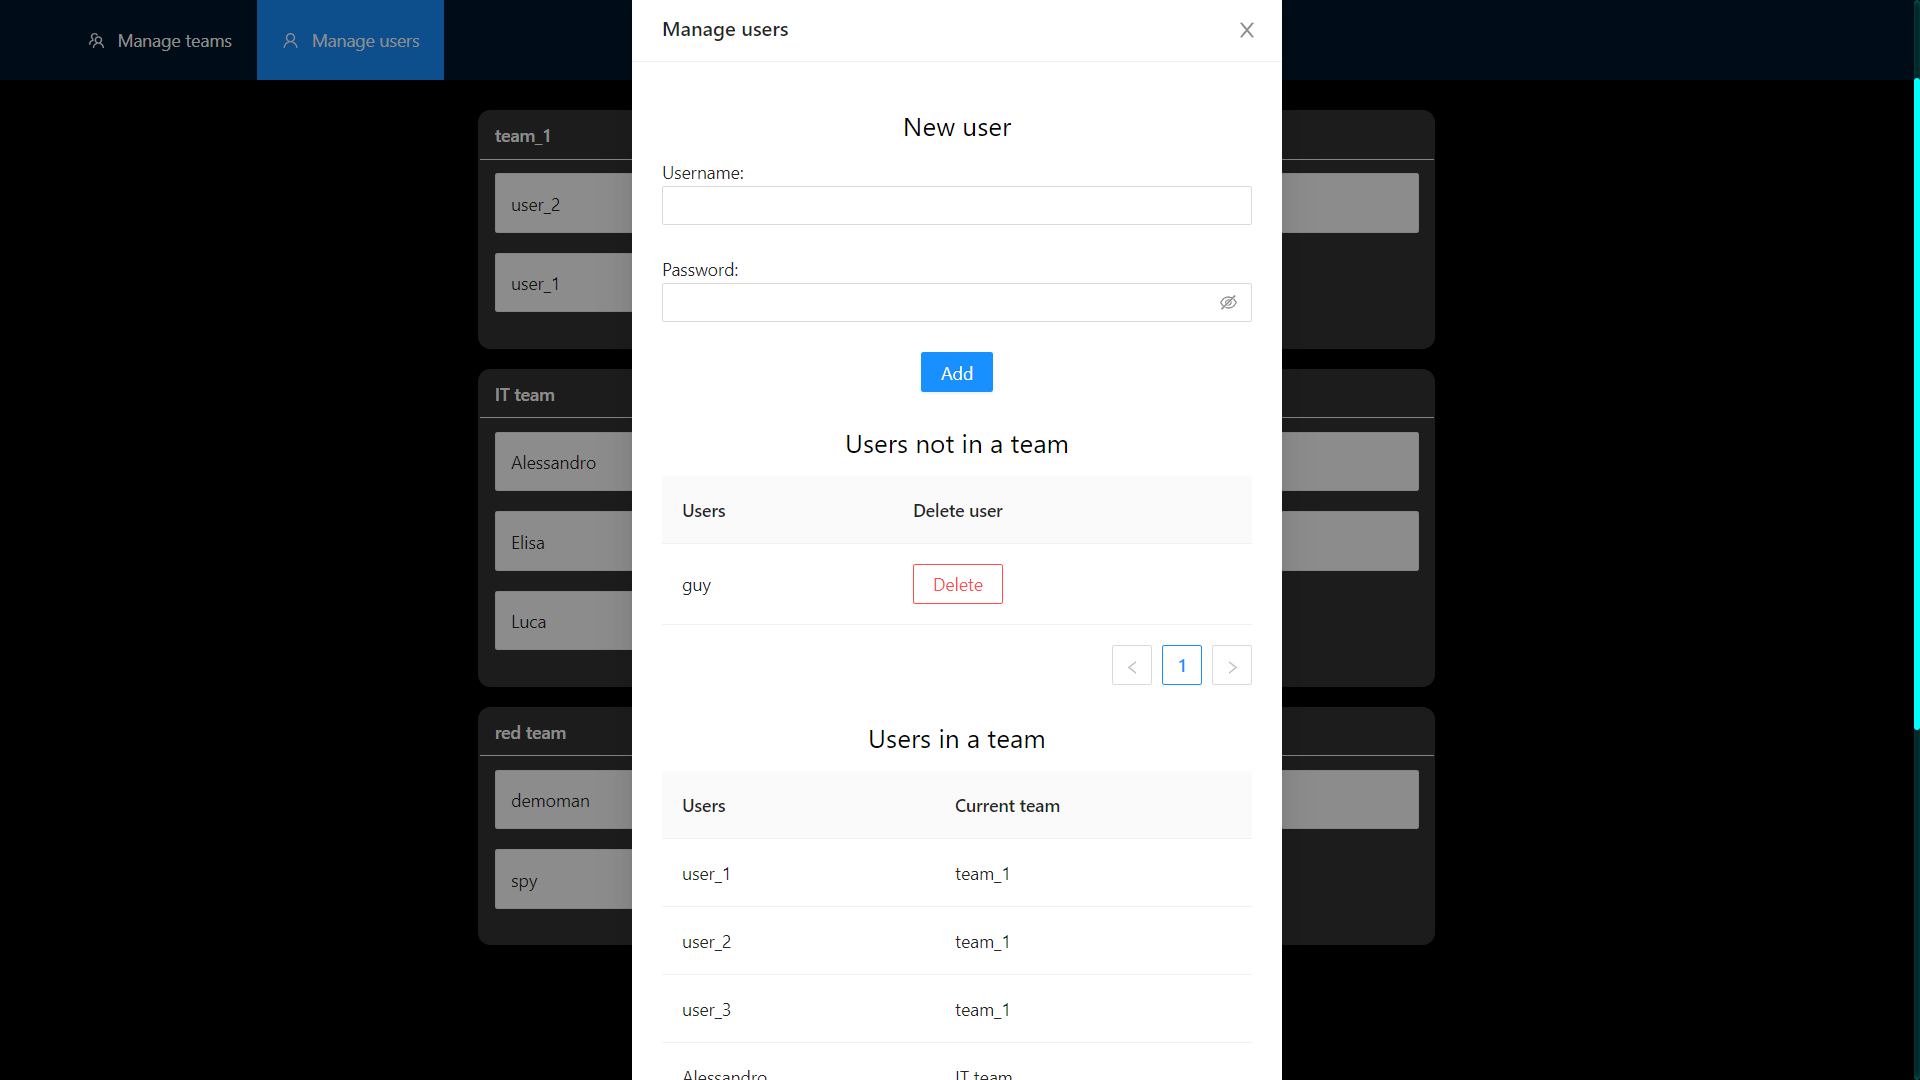 Manage teams
Manage users
Manage users
New user
Username:
Password:
Add
Users not in a team
Users Delete user
guy Delete
1
Users in a team
Users Current team
user_1 team_1
user_2 team_1
user_3 team_1
Alessandro IT team
team_1
user_2
user_1
IT team
Alessandro
Elisa
Luca
red team
demoman
spy